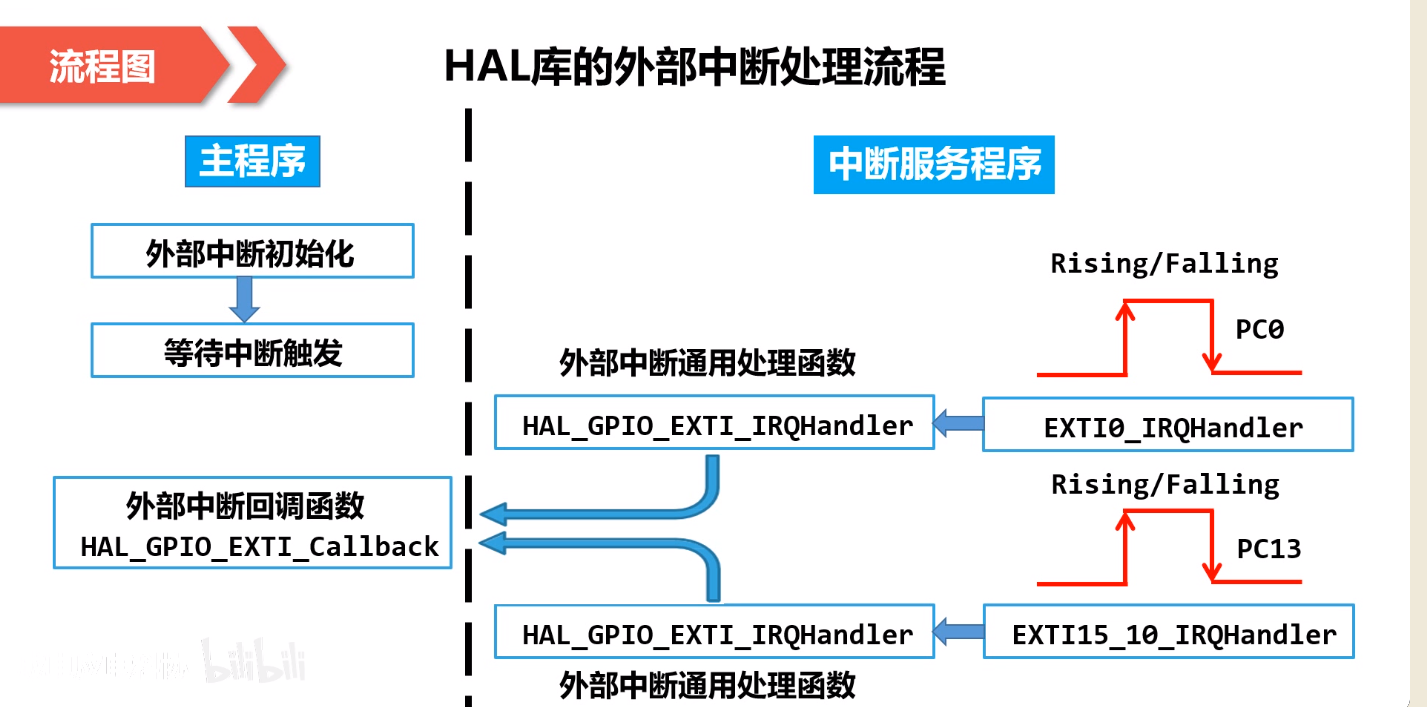 流程图
HAL库的外部中断处理流程
主程序
中断服务程序
外部中断初始化
等待中断触发
Rising/Falling
PC0
外部中断通用处理函数
HAL_GPIO_EXTI_IRQHandler
EXTI0_IRQHandler
外部中断回调函数
HAL_GPIO_EXTI_Callback
Rising/Falling
PC13
HAL_GPIO_EXTI_IRQHandler
EXTI15_10_IRQHandler
外部中断通用处理函数
bilibili